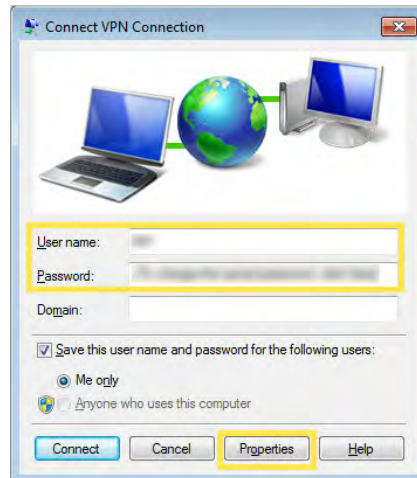 Connect VPN Connection
User name:
Password:
Domain:
Save this user name and password for the following users:
Me only
Anyone who uses this computer
Connect Cancel Properties Help